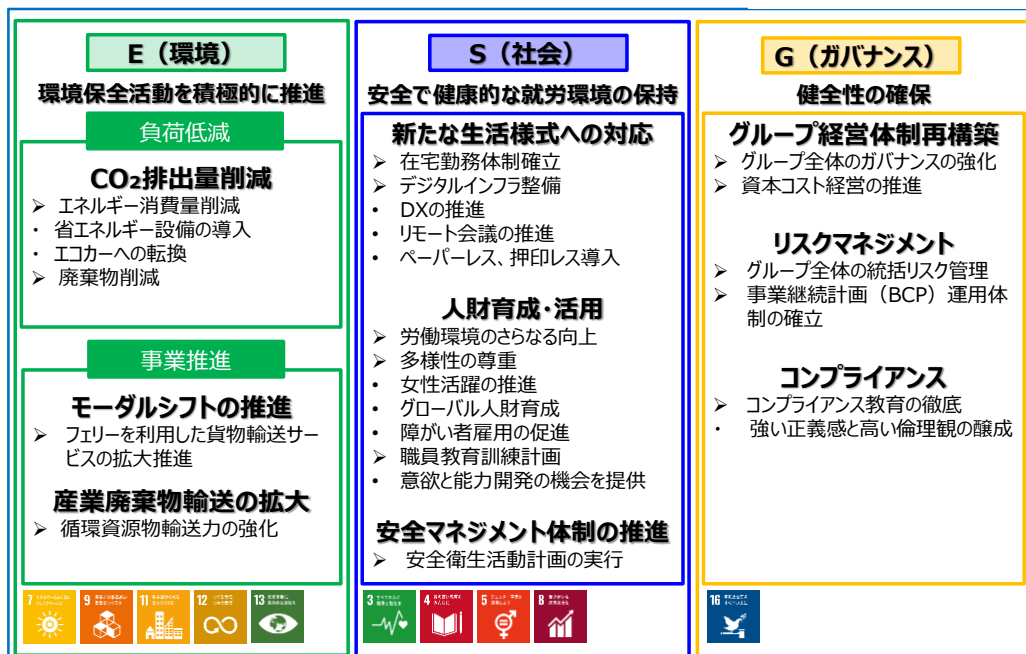 E（環境）
環境保全活動を積極的に推進
負荷低減
CO₂排出量削減
➢ エネルギー消費量削減
・ 省エネルギー設備の導入
・ エコカーへの転換
➢ 廃棄物削減
事業推進
モーダルシフトの推進
➢ フェリーを利用した貨物輸送サー
ビスの拡大推進
産業廃棄物輸送の拡大
➢ 循環資源物輸送力の強化
7
9
11
12
13
S（社会）
安全で健康的な就労環境の保持
新たな生活様式への対応
➢ 在宅勤務体制確立
➢ デジタルインフラ整備
• DXの推進
• リモート会議の推進
• ペーパーレス、押印レス導入
人財育成・活用
➢ 労働環境のさらなる向上
➢ 多様性の尊重
• 女性活躍の推進
• グローバル人財育成
• 障がい者雇用の促進
➢ 職員教育訓練計画
• 意欲と能力開発の機会を提供
安全マネジメント体制の推進
➢ 安全衛生活動計画の実行
3
4
5
8
G（ガバナンス）
健全性の確保
グループ経営体制再構築
➢ グループ全体のガバナンスの強化
➢ 資本コスト経営の推進
リスクマネジメント
➢ グループ全体の統括リスク管理
➢ 事業継続計画（BCP）運用体
制の確立
コンプライアンス
➢ コンプライアンス教育の徹底
・ 強い正義感と高い倫理観の醸成
16